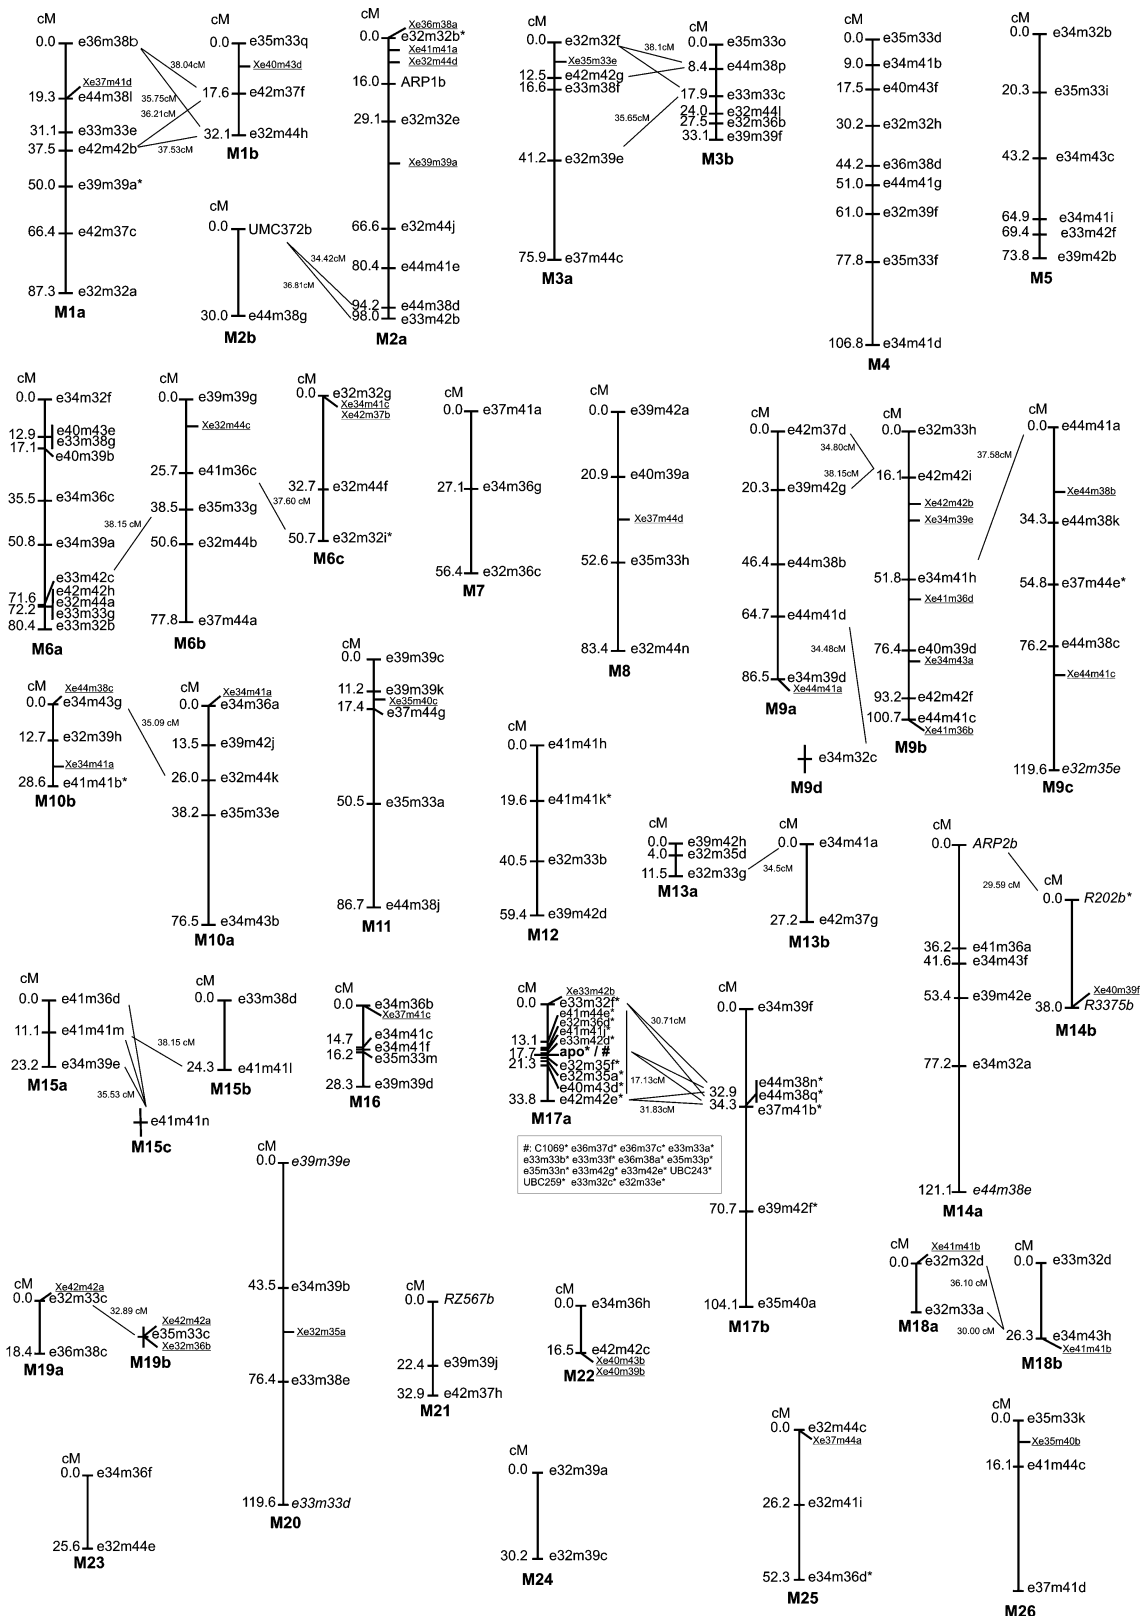 cM
0.0 e36m38b
Xe37m41d
19.3 e44m38l
31.1 e33m33e
37.5 e42m42b
50.0 e39m39a*
66.4 e42m37c
87.3 e32m32a
M1a
38.04cM
35.75cM
36.21cM
37.53cM
cM
0.0 e35m33q
Xe40m43d
17.6 e42m37f
32.1 e32m44h
M1b
cM
0.0 UMC372b
30.0 e44m38g
M2b
34.42cM
36.81cM
cM
Xe36m38a
0.0 e32m32b*
Xe41m41a
Xe32m44d
16.0 ARP1b
29.1 e32m32e
Xe39m39a
66.6 e32m44j
80.4 e44m41e
94.2 e44m38d
98.0 e33m42b
M2a
cM
0.0 e32m32f
Xe35m33e
12.5 e42m42g
16.6 e33m38f
41.2 e32m39e
75.9 e37m44c
M3a
38.1cM
35.65cM
cM
0.0 e35m33o
8.4 e44m38p
17.9 e33m33c
24.0 e32m44l
27.5 e32m36b
33.1 e39m39f
M3b
cM
0.0 e35m33d
9.0 e34m41b
17.5 e40m43f
30.2 e32m32h
44.2 e36m38d
51.0 e44m41g
61.0 e32m39f
77.8 e35m33f
106.8 e34m41d
M4
cM
0.0 e34m32b
20.3 e35m33i
43.2 e34m43c
64.9 e34m41i
69.4 e33m42f
73.8 e39m42b
M5
cM
0.0 e34m32f
12.9 e40m43e
e33m38g
17.1 e40m39b
35.5 e34m36c
50.8 e34m39a
e33m42c
e42m42h
71.6 e32m44a
72.2 e33m33g
80.4 e33m32b
M6a
38.15 cM
cM
0.0 e39m39g
Xe32m44c
25.7 e41m36c
38.5 e35m33g
50.6 e32m44b
77.8 e37m44a
M6b
37.60 cM
cM
0.0 e32m32g
Xe34m41c
Xe42m37b
32.7 e32m44f
50.7 e32m32i*
M6c
cM
0.0 e37m41a
27.1 e34m36g
56.4 e32m36c
M7
cM
0.0 e39m42a
20.9 e40m39a
Xe37m44d
52.6 e35m33h
83.4 e32m44n
M8
cM
0.0 e42m37d
20.3 e39m42g
46.4 e44m38b
64.7 e44m41d
86.5 e34m39d
Xe44m41a
M9a
34.80cM
38.15cM
34.48cM
e34m32c
M9d
cM
0.0 e32m33h
16.1 e42m42i
Xe42m42b
Xe34m39e
51.8 e34m41h
Xe41m36d
76.4 e40m39d
Xe34m43a
93.2 e42m42f
100.7 e44m41c
Xe41m36b
M9b
37.58cM
cM
0.0 e44m41a
Xe44m38b
34.3 e44m38k
54.8 e37m44e*
76.2 e44m38c
Xe44m41c
119.6 e32m35e
M9c
cM
Xe44m38c
0.0 e34m43g
12.7 e32m39h
Xe34m41a
28.6 e41m41b*
M10b
35.09 cM
cM
Xe34m41a
0.0 e34m36a
13.5 e39m42j
26.0 e32m44k
38.2 e35m33e
76.5 e34m43b
M10a
cM
0.0 e39m39c
11.2 e39m39k
Xe35m40c
17.4 e37m44g
50.5 e35m33a
86.7 e44m38j
M11
cM
0.0 e41m41h
19.6 e41m41k*
40.5 e32m33b
59.4 e39m42d
M12
cM
0.0 e39m42h
4.0 e32m35d
11.5 e32m33g
M13a
34.5cM
cM
0.0 e34m41a
27.2 e42m37g
M13b
cM
0.0 ARP2b
36.2 e41m36a
41.6 e34m43f
53.4 e39m42e
77.2 e34m32a
121.1 e44m38e
M14a
29.59 cM
cM
0.0 R202b*
Xe40m39f
38.0 R3375b
M14b
cM
0.0 e41m36d
11.1 e41m41m
23.2 e34m39e
M15a
38.15 cM
35.53 cM
e41m41n
M15c
cM
0.0 e33m38d
24.3 e41m41l
M15b
cM
0.0 e34m36b
Xe37m41c
14.7 e34m41c
e34m41f
16.2 e35m33m
28.3 e39m39d
M16
cM
Xe33m42b
0.0 e33m32f*
e41m44e*
e32m36d*
e41m41j*
13.1 e33m42d*
17.7 apo* / #
21.3 e32m35f*
e32m35a*
e40m43d*
33.8 e42m42e*
M17a
30.71cM
17.13cM
31.83cM
#: C1069* e36m37d* e36m37c* e33m33a*
e33m33b* e33m33f* e36m38a* e35m33p*
e35m33n* e33m42g* e33m42e* UBC243*
UBC259* e33m32c* e32m33e*
cM
0.0 e34m39f
e44m38n*
32.9 e44m38q*
34.3 e37m41b*
70.7 e39m42f*
104.1 e35m40a
M17b
cM
Xe41m41b
0.0 e32m32d
e32m33a
M18a
36.10 cM
30.00 cM
cM
0.0 e33m32d
26.3 e34m43h
Xe41m41b
M18b
cM
Xe42m42a
0.0 e32m33c
18.4 e36m38c
M19a
32.89 cM
Xe42m42a
e35m33c
Xe32m36b
M19b
cM
0.0 e39m39e
43.5 e34m39b
Xe32m35a
76.4 e33m38e
119.6 e33m33d
M20
cM
0.0 RZ567b
22.4 e39m39j
32.9 e42m37h
M21
cM
0.0 e34m36h
16.5 e42m42c
Xe40m43b
Xe40m39b
M22
cM
0.0 e34m36f
25.6 e32m44e
M23
cM
0.0 e32m39a
30.2 e32m39c
M24
cM
0.0 e32m44c
Xe37m44a
26.2 e32m41i
52.3 e34m36d*
M25
cM
0.0 e35m33k
Xe35m40b
16.1 e41m44c
e37m41d
M26